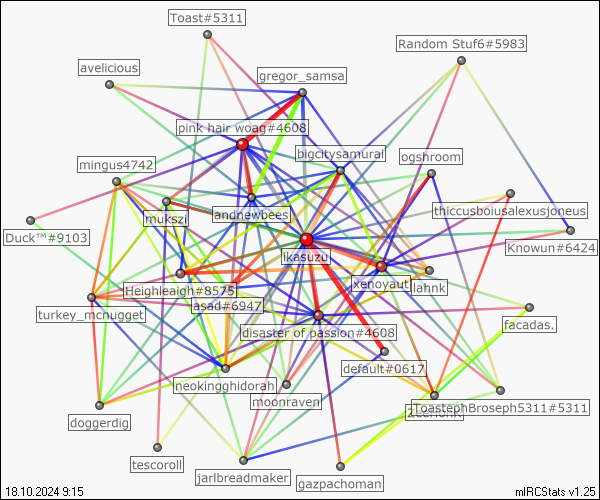 Toast#5311
Random Stuf6#5983
avelicious
gregor_samsa
pink hair woag#4608
bigcitysamurai
ogshroom
mingus4742
thiccusboiusalexusjoneus
mukszi
andnewbees
Duck™#9103
Knowun#6424
ikasuzu
xenoyaut
lahnk
Heighleaigh#8575
asad#6947
turkey_mcnugget
disaster of passion#4608
facadas.
default#0617
neokingghidorah
moonraven
ToastephBroseph5311#5311
doggerdig
tescoroll
jarlbreadmaker
gazpachoman
18.10.2024 9:15
mIRCStats v1.25